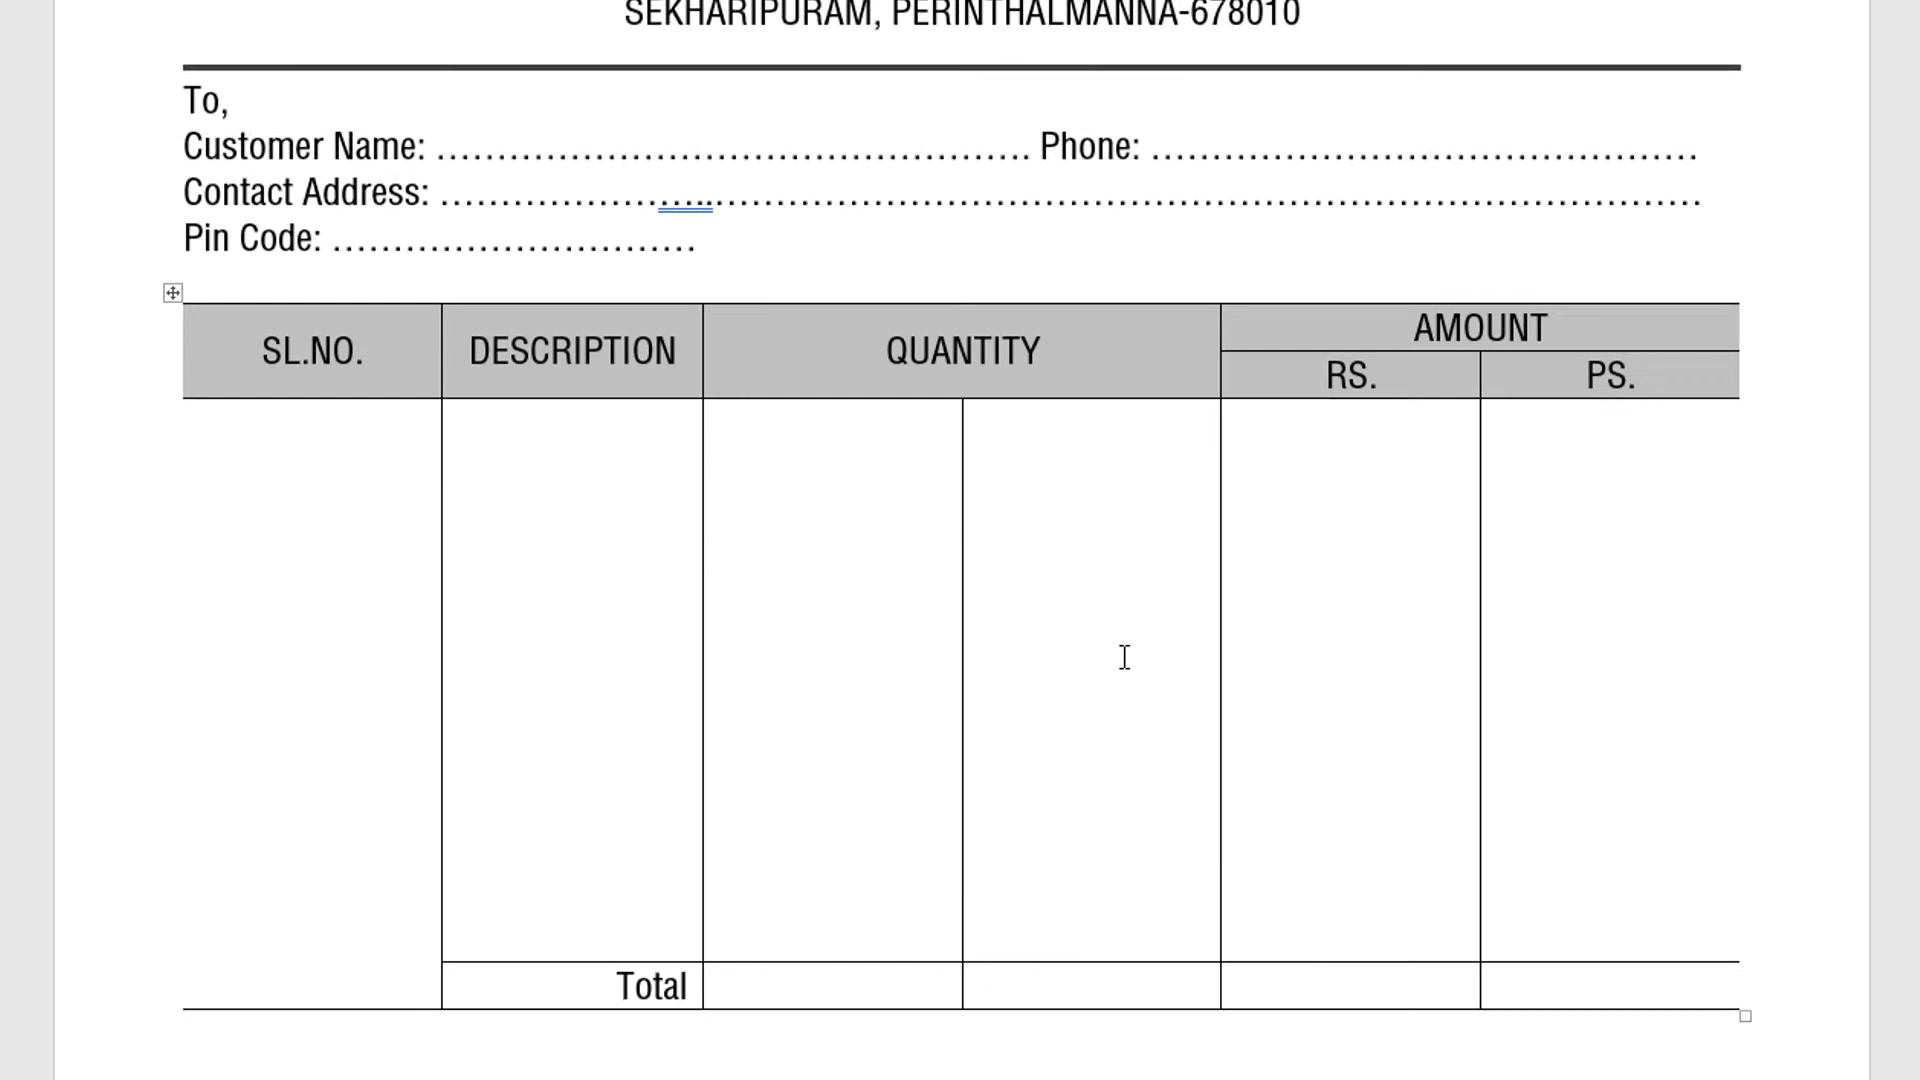 SEKHARIPURAM, PERINTHALMANNA-678010
To,
Customer Name: ………………………………………… Phone: ………………………………………
Contact Address: …………………..………………………………………………………………………
Pin Code: …………………………
SL.NO. DESCRIPTION QUANTITY AMOUNT
RS. PS.
Total